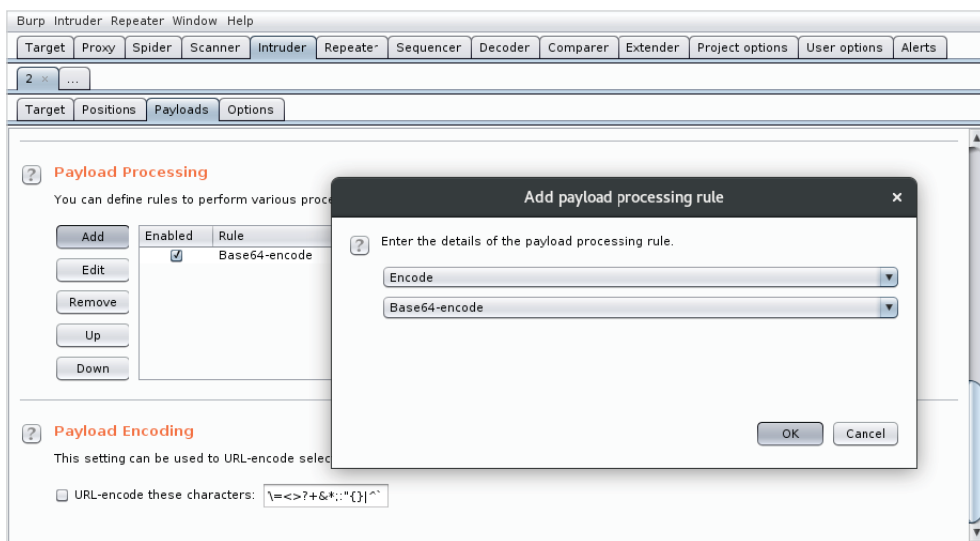 Burp Intruder Repeater Window Help
Target Proxy Spider Scanner Intruder Repeater Sequencer Decoder Comparer Extender Project options User options Alerts
2 × ...
Target Positions Payloads Options
? Payload Processing
You can define rules to perform various proce
Add
Edit
Remove
Up
Down
Enabled Rule
Base64-encode
Add payload processing rule ×
? Enter the details of the payload processing rule.
Encode
Base64-encode
OK Cancel
? Payload Encoding
This setting can be used to URL-encode selec
URL-encode these characters: \=<>?+&*;:"{}|^`